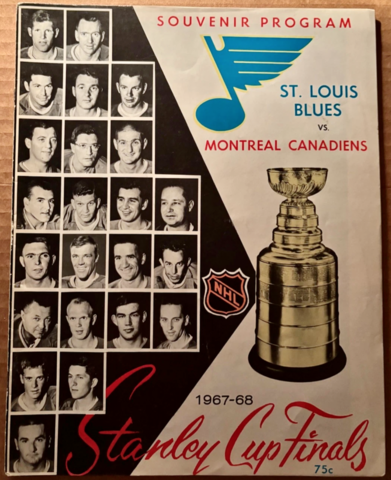 SOUVENIR PROGRAM
ST. LOUIS
BLUES
VS.
MONTREAL CANADIENS
NHL
1967-68
Stanley Cup Finals
75c